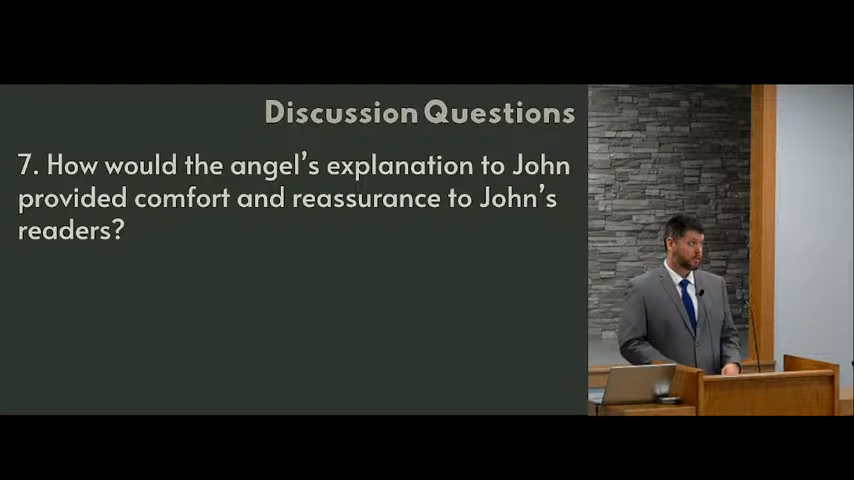 Discussion Questions
7. How would the angel's explanation to John
provided comfort and reassurance to John's
readers?